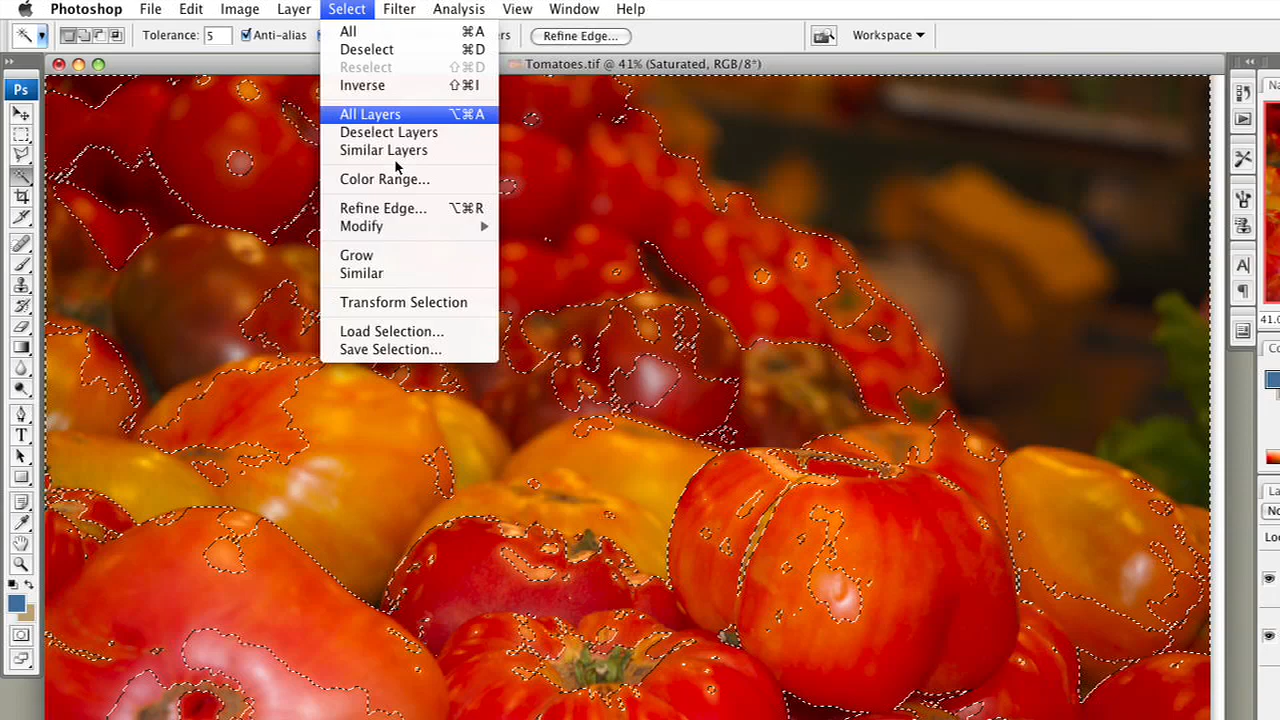 Photoshop File Edit Image Layer Select Filter Analysis View Window Help
Tolerance: 5 Anti-alias Refine Edge... Workspace
Tomatoes.tif @ 41% (Saturated, RGB/8*)
Ps
All ⌘A
Deselect ⌘D
Reselect ⇧⌘D
Inverse ⇧⌘I
All Layers ⌥⌘A
Deselect Layers
Similar Layers
Color Range...
Refine Edge... ⌥⌘R
Modify
Grow
Similar
Transform Selection
Load Selection...
Save Selection...
T
A